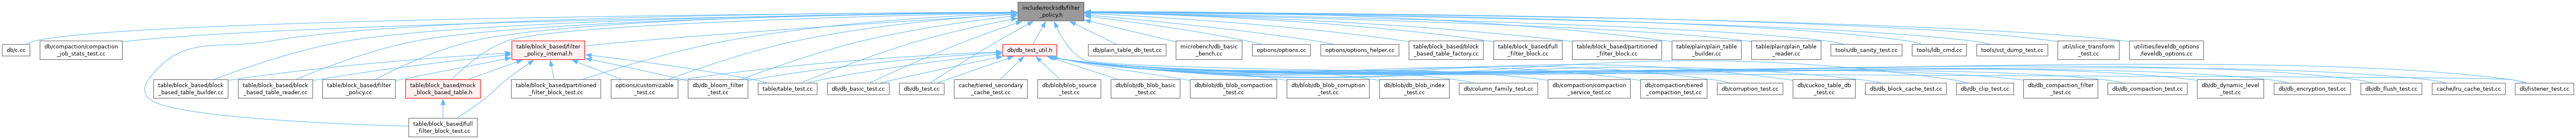 include/rocksdb/filter
_policy.h
db/c.cc
db/compaction/compaction
_job_stats_test.cc
table/block_based/filter
_policy_internal.h
db/db_test_util.h
db/plain_table_db_test.cc
microbench/db_basic
_bench.cc
options/options.cc
options/options_helper.cc
table/block_based/block
_based_table_factory.cc
table/block_based/full
_filter_block.cc
table/block_based/partitioned
_filter_block.cc
table/plain/plain_table
_builder.cc
table/plain/plain_table
_reader.cc
tools/db_sanity_test.cc
tools/ldb_cmd.cc
tools/sst_dump_test.cc
util/slice_transform
_test.cc
utilities/leveldb_options
/leveldb_options.cc
table/block_based/block
_based_table_builder.cc
table/block_based/block
_based_table_reader.cc
table/block_based/filter
_policy.cc
table/block_based/mock
_block_based_table.h
table/block_based/partitioned
_filter_block_test.cc
options/customizable
_test.cc
db/db_bloom_filter
_test.cc
table/table_test.cc
db/db_basic_test.cc
db/db_test.cc
cache/tiered_secondary
_cache_test.cc
db/blob/blob_source
_test.cc
db/blob/db_blob_basic
_test.cc
db/blob/db_blob_compaction
_test.cc
db/blob/db_blob_corruption
_test.cc
db/blob/db_blob_index
_test.cc
db/column_family_test.cc
db/compaction/compaction
_service_test.cc
db/compaction/tiered
_compaction_test.cc
db/corruption_test.cc
db/cuckoo_table_db
_test.cc
db/db_block_cache_test.cc
db/db_clip_test.cc
db/db_compaction_filter
_test.cc
db/db_compaction_test.cc
db/db_dynamic_level
_test.cc
db/db_encryption_test.cc
db/db_flush_test.cc
cache/lru_cache_test.cc
db/listener_test.cc
table/block_based/full
_filter_block_test.cc